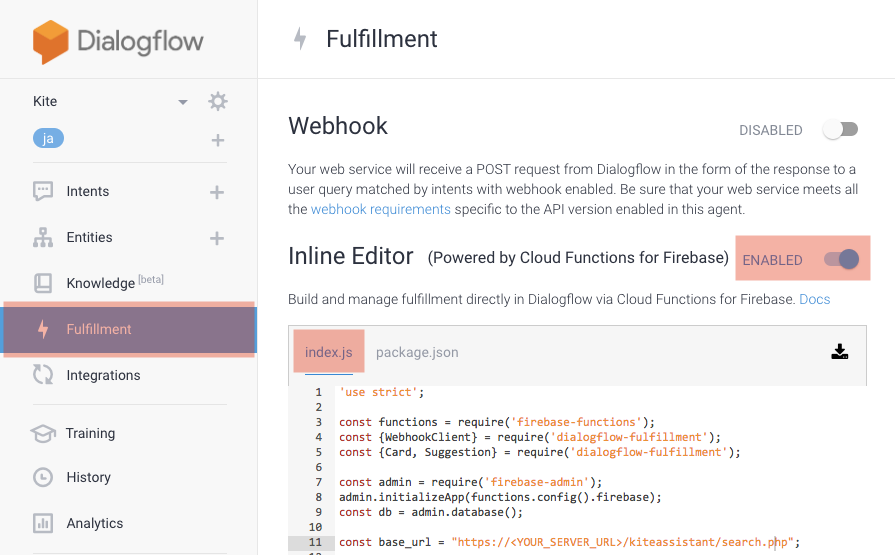 Dialogflow
Fulfillment
Kite
ja
Intents
Entities
Knowledge [beta]
Fulfillment
Integrations
Training
History
Analytics
Webhook
DISABLED
Your web service will receive a POST request from Dialogflow in the form of the response to a
user query matched by intents with webhook enabled. Be sure that your web service meets all
the webhook requirements specific to the API version enabled in this agent.
Inline Editor (Powered by Cloud Functions for Firebase) ENABLED
Build and manage fulfillment directly in Dialogflow via Cloud Functions for Firebase. Docs
index.js package.json
1 'use strict';
2
3 const functions = require('firebase-functions');
4 const {WebhookClient} = require('dialogflow-fulfillment');
5 const {Card, Suggestion} = require('dialogflow-fulfillment');
6
7 const admin = require('firebase-admin');
8 admin.initializeApp(functions.config().firebase);
9 const db = admin.database();
10
11 const base_url = "https://<YOUR_SERVER_URL>/kiteassistant/search.php";